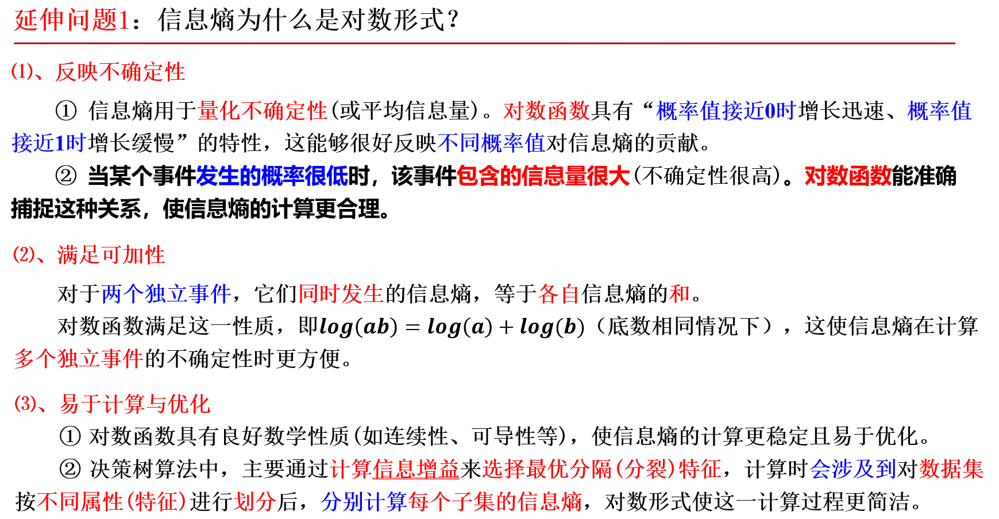 延伸问题1：信息熵为什么是对数形式？
⑴、反映不确定性
① 信息熵用于量化不确定性(或平均信息量)。对数函数具有“概率值接近0时增长迅速、概率值
接近1时增长缓慢”的特性，这能够很好反映不同概率值对信息熵的贡献。
② 当某个事件发生的概率很低时，该事件包含的信息量很大(不确定性很高)。对数函数能准确
捕捉这种关系，使信息熵的计算更合理。
⑵、满足可加性
对于两个独立事件，它们同时发生的信息熵，等于各自信息熵的和。
对数函数满足这一性质，即log(ab) = log(a) + log(b)（底数相同情况下），这使信息熵在计算
多个独立事件的不确定性时更方便。
⑶、易于计算与优化
① 对数函数具有良好数学性质(如连续性、可导性等)，使信息熵的计算更稳定且易于优化。
② 决策树算法中，主要通过计算信息增益来选择最优分隔(分裂)特征，计算时会涉及到对数据集
按不同属性(特征)进行划分后，分别计算每个子集的信息熵，对数形式使这一计算过程更简洁。